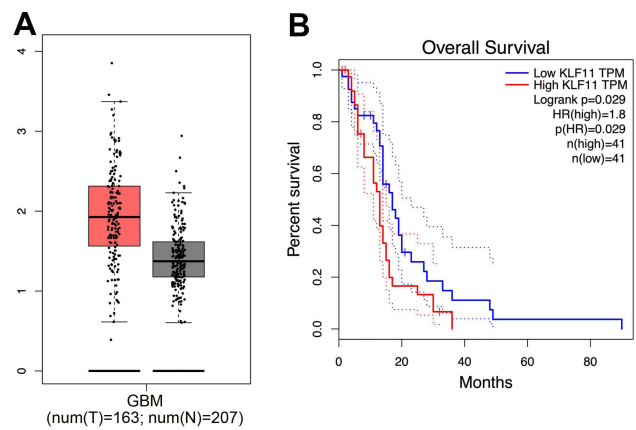 A
4
3
2
1
0
GBM
(num(T)=163; num(N)=207)
B
Overall Survival
Low KLF11 TPM
High KLF11 TPM
Logrank p=0.029
HR(high)=1.8
p(HR)=0.029
n(high)=41
n(low)=41
Percent survival
1.0
0.8
0.6
0.4
0.2
0.0
0 20 40 60 80
Months